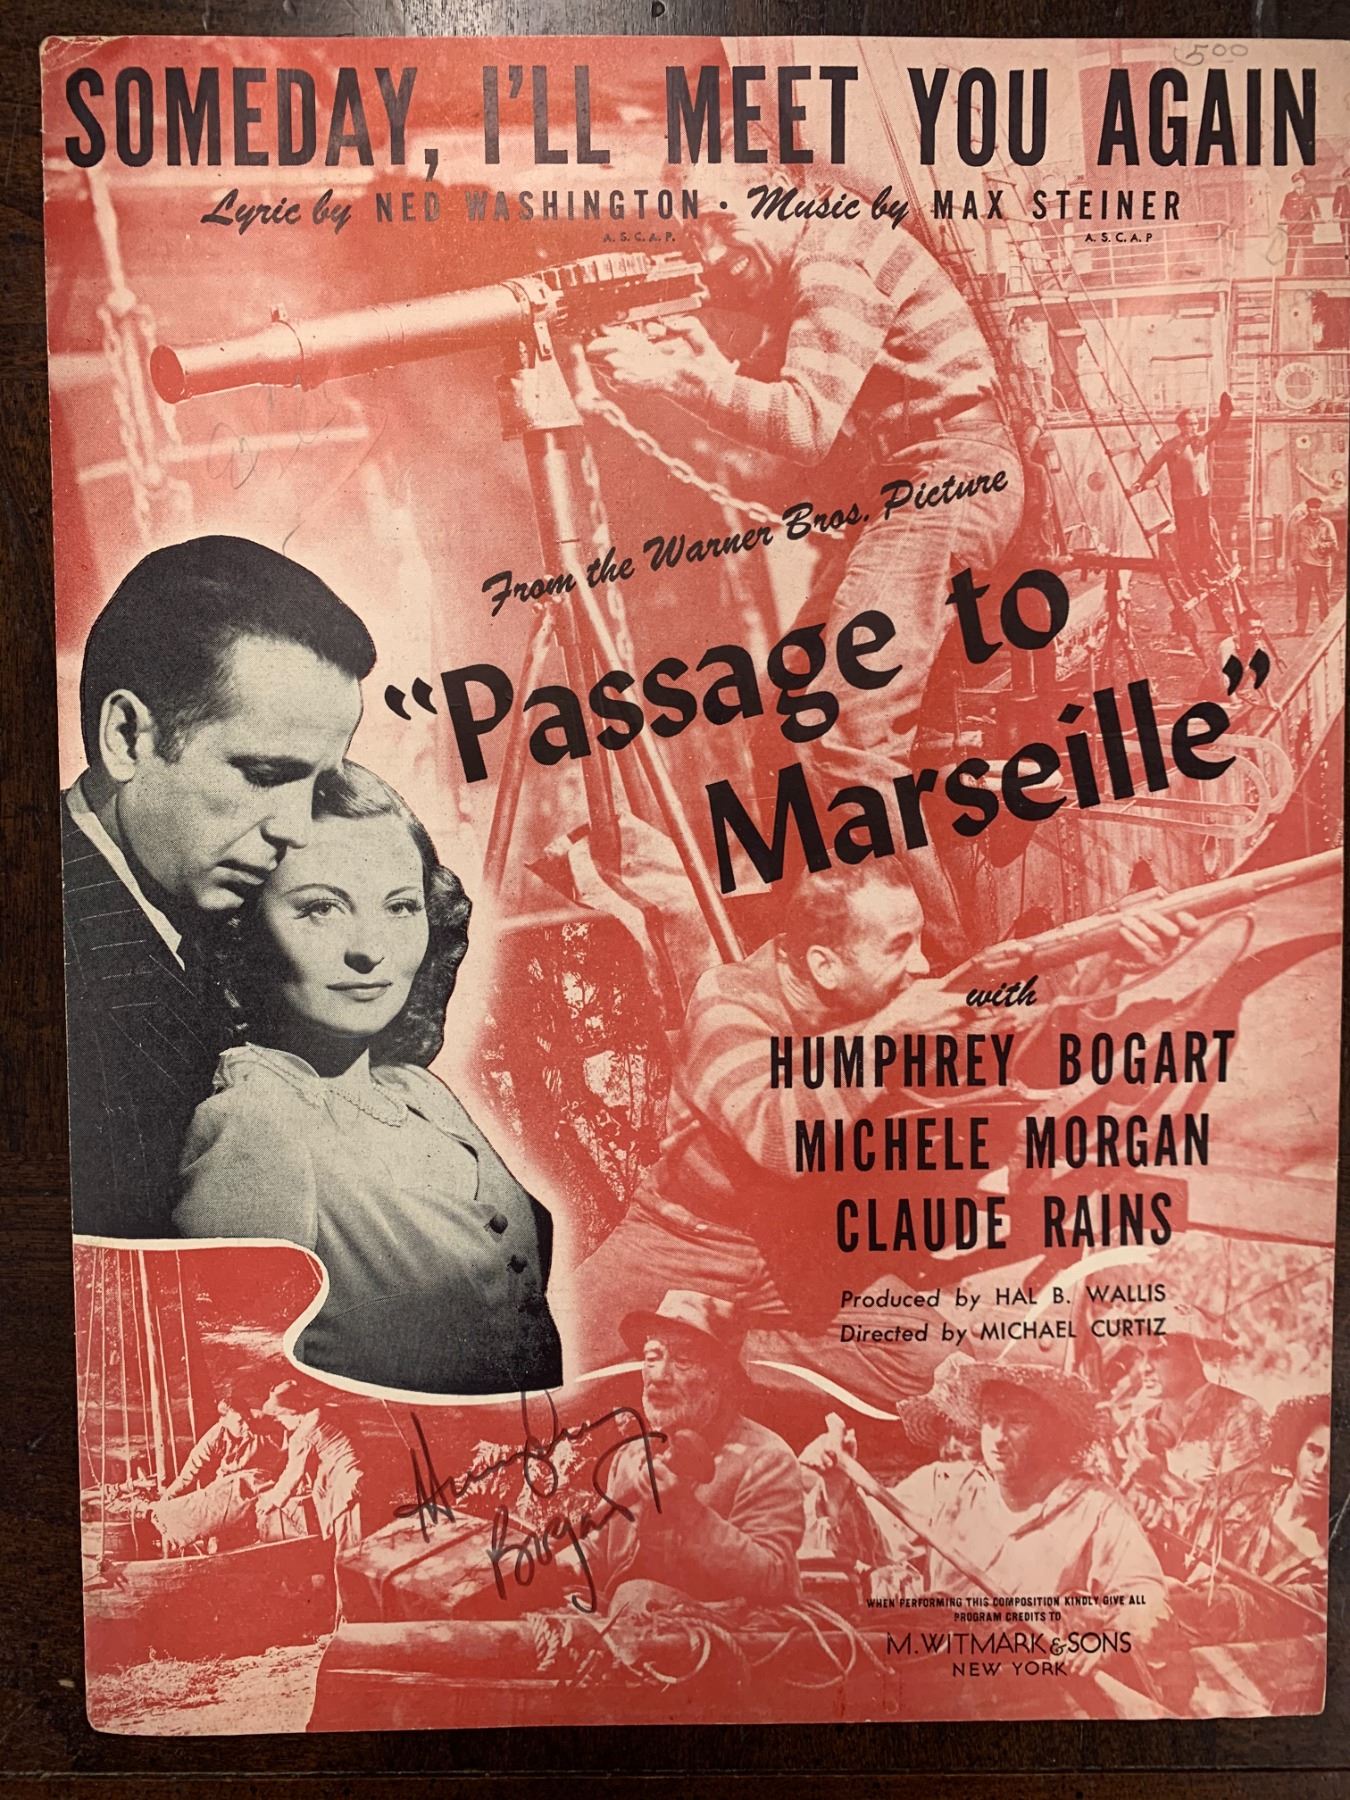 500
SOMEDAY, I'LL MEET YOU AGAIN
Lyric by NED WASHINGTON · Music by MAX STEINER
A. S. C. A. P. A. S. C. A. P
From the Warner Bros. Picture
"Passage to
Marseille"
with
HUMPHREY BOGART
MICHELE MORGAN
CLAUDE RAINS
Produced by HAL B. WALLIS
Directed by MICHAEL CURTIZ
Humphrey
Bogart
WHEN PERFORMING THIS COMPOSITION KINDLY GIVE ALL
PROGRAM CREDITS TO
M. WITMARK & SONS
NEW YORK